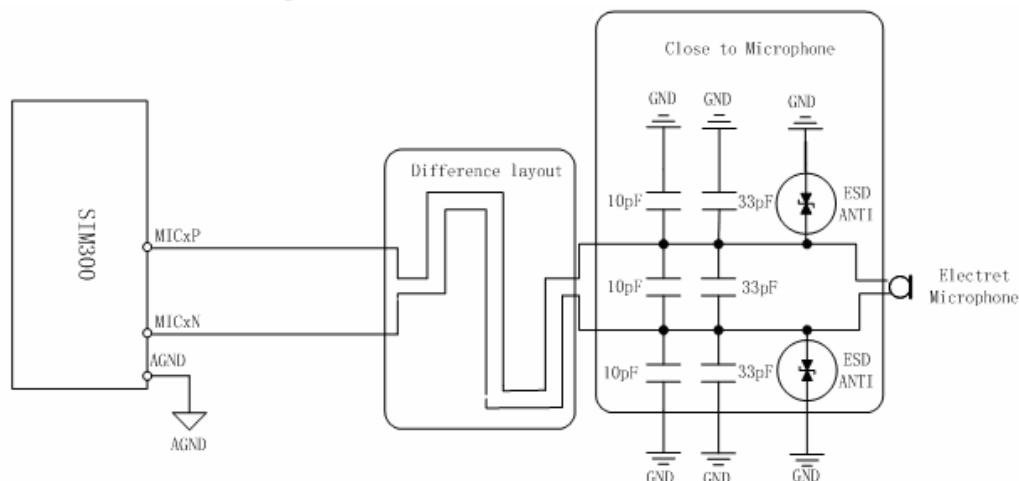 Close to Microphone
GND
GND
GND
Difference layout
10pF
33pF
ESD
ANTI
SIM300
MICxP
10pF
33pF
Electret
Microphone
MICxN
AGND
10pF
33pF
ESD
ANTI
AGND
GND
GND
GND